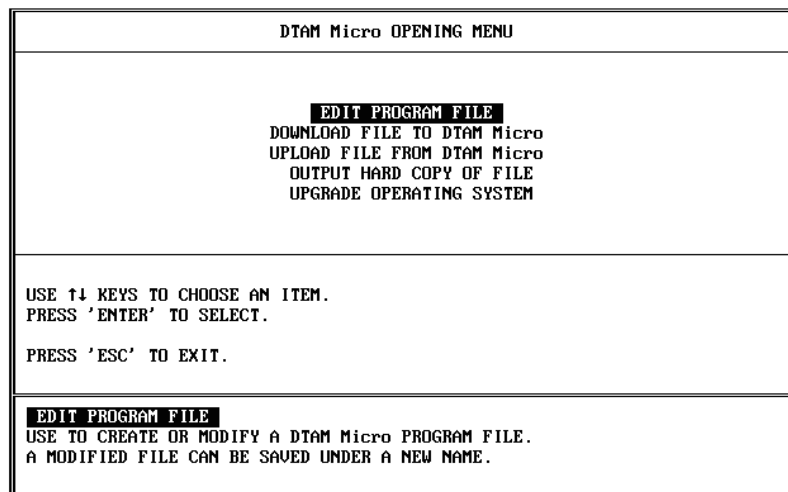 DTAM Micro OPENING MENU
EDIT PROGRAM FILE
DOWNLOAD FILE TO DTAM Micro
UPLOAD FILE FROM DTAM Micro
OUTPUT HARD COPY OF FILE
UPGRADE OPERATING SYSTEM
USE ↑↓ KEYS TO CHOOSE AN ITEM.
PRESS 'ENTER' TO SELECT.
PRESS 'ESC' TO EXIT.
EDIT PROGRAM FILE
USE TO CREATE OR MODIFY A DTAM Micro PROGRAM FILE.
A MODIFIED FILE CAN BE SAVED UNDER A NEW NAME.